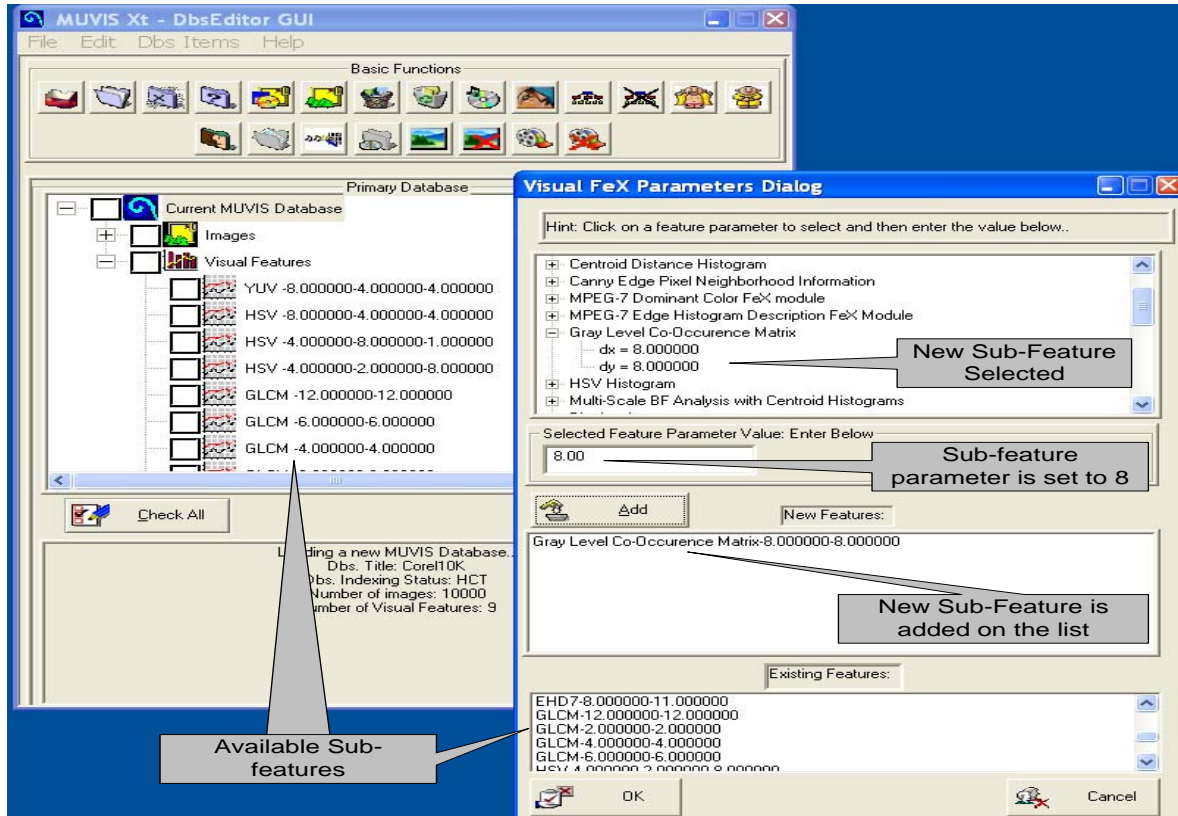 MUVIS Xt - DbsEditor GUI
File Edit Dbs Items Help
Basic Functions
Primary Database
Current MUVIS Database
Images
Visual Features
YUV -8.000000-4.000000-4.000000
HSV -8.000000-4.000000-4.000000
HSV -4.000000-8.000000-1.000000
HSV -4.000000-2.000000-8.000000
GLCM -12.000000-12.000000
GLCM -6.000000-6.000000
GLCM -4.000000-4.000000
Check All
Loading a new MUVIS Database..
Dbs. Title: Corel10K
Dbs. Indexing Status: HCT
Number of images: 10000
Number of Visual Features: 9
Available Sub-
features
Visual FeX Parameters Dialog
Hint: Click on a feature parameter to select and then enter the value below..
Centroid Distance Histogram
Canny Edge Pixel Neighborhood Information
MPEG-7 Dominant Color FeX module
MPEG-7 Edge Histogram Description FeX Module
Gray Level Co-Occurence Matrix
dx = 8.000000
dy = 8.000000
HSV Histogram
Multi-Scale BF Analysis with Centroid Histograms
New Sub-Feature
Selected
Selected Feature Parameter Value: Enter Below
8.00
Sub-feature
parameter is set to 8
Add
New Features:
Gray Level Co-Occurence Matrix-8.000000-8.000000
New Sub-Feature is
added on the list
Existing Features:
EHD7-8.000000-11.000000
GLCM-12.000000-12.000000
GLCM-2.000000-2.000000
GLCM-4.000000-4.000000
GLCM-6.000000-6.000000
HSV-4.000000-2.000000-8.000000
OK
Cancel